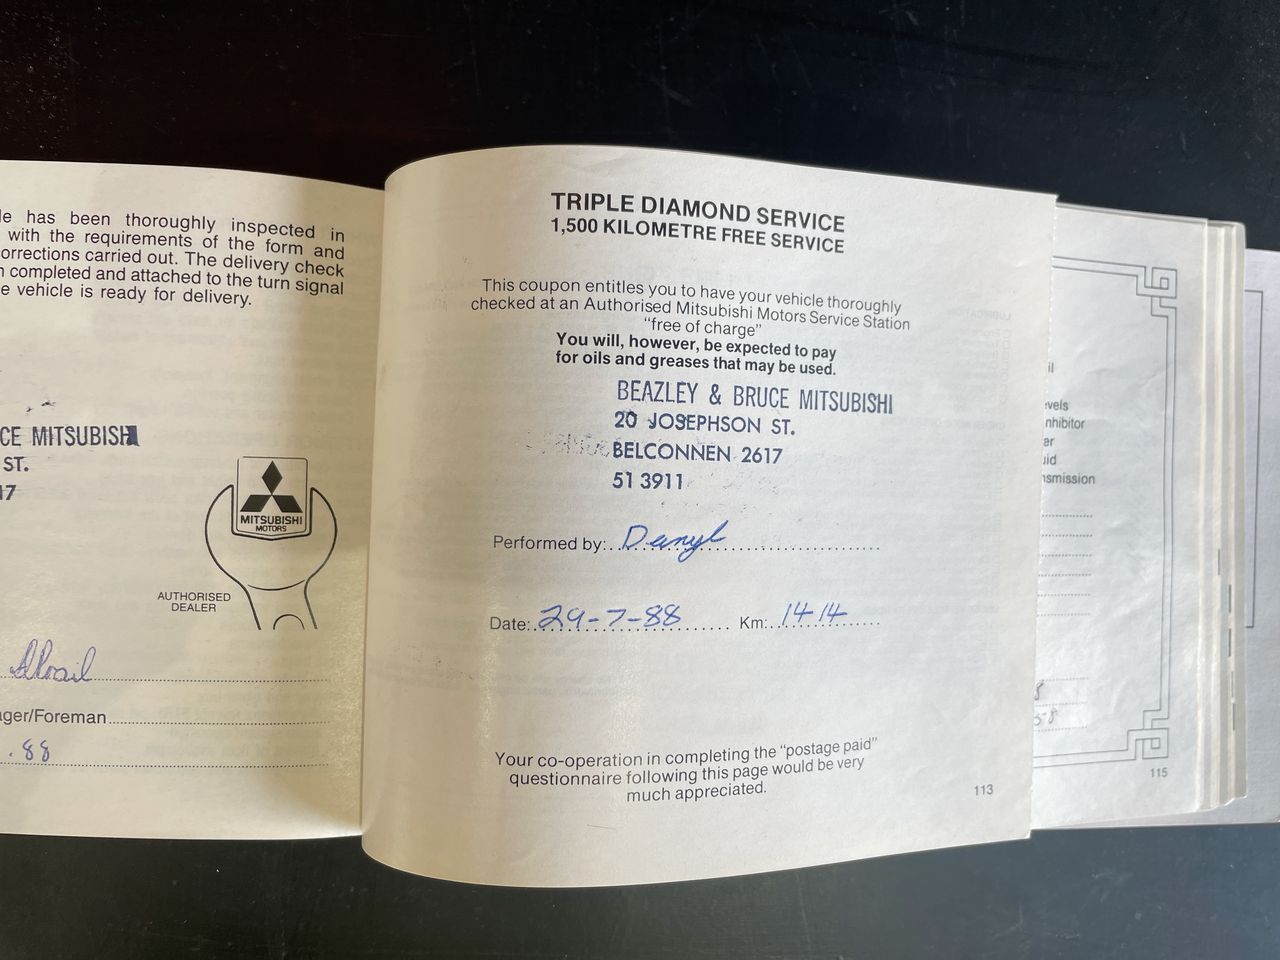 le has been thoroughly inspected in
with the requirements of the form and
orrections carried out. The delivery check
n completed and attached to the turn signal
e vehicle is ready for delivery.
CE MITSUBISHI
ST.
17
MITSUBISHI
MOTORS
AUTHORISED
DEALER
ager/Foreman
. 88
TRIPLE DIAMOND SERVICE
1,500 KILOMETRE FREE SERVICE
This coupon entitles you to have your vehicle thoroughly
checked at an Authorised Mitsubishi Motors Service Station
"free of charge"
You will, however, be expected to pay
for oils and greases that may be used.
BEAZLEY & BRUCE MITSUBISHI
20 JOSEPHSON ST.
BELCONNEN 2617
51 3911
Performed by: Darryl
Date: 29-7-88 Km: 1414
Your co-operation in completing the "postage paid"
questionnaire following this page would be very
much appreciated.
113
il
evels
nhibitor
er
uid
nsmission
115